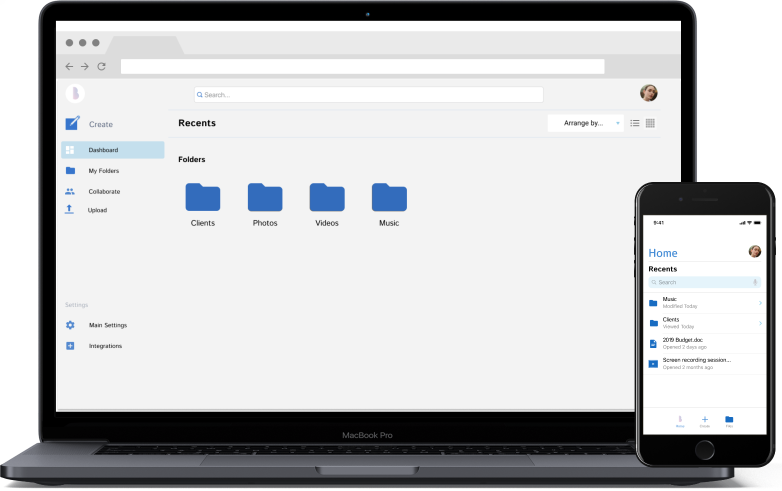 Search...
Create
Recents
Arrange by...
Dashboard
My Folders
Collaborate
Upload
Folders
Clients
Photos
Videos
Music
Settings
Main Settings
Integrations
MacBook Pro
9:41
Home
Recents
Search
Music
Modified Today
Clients
Viewed Today
2019 Budget.doc
Opened 2 days ago
Screen recording session...
Opened 2 months ago
Home
Create
Files